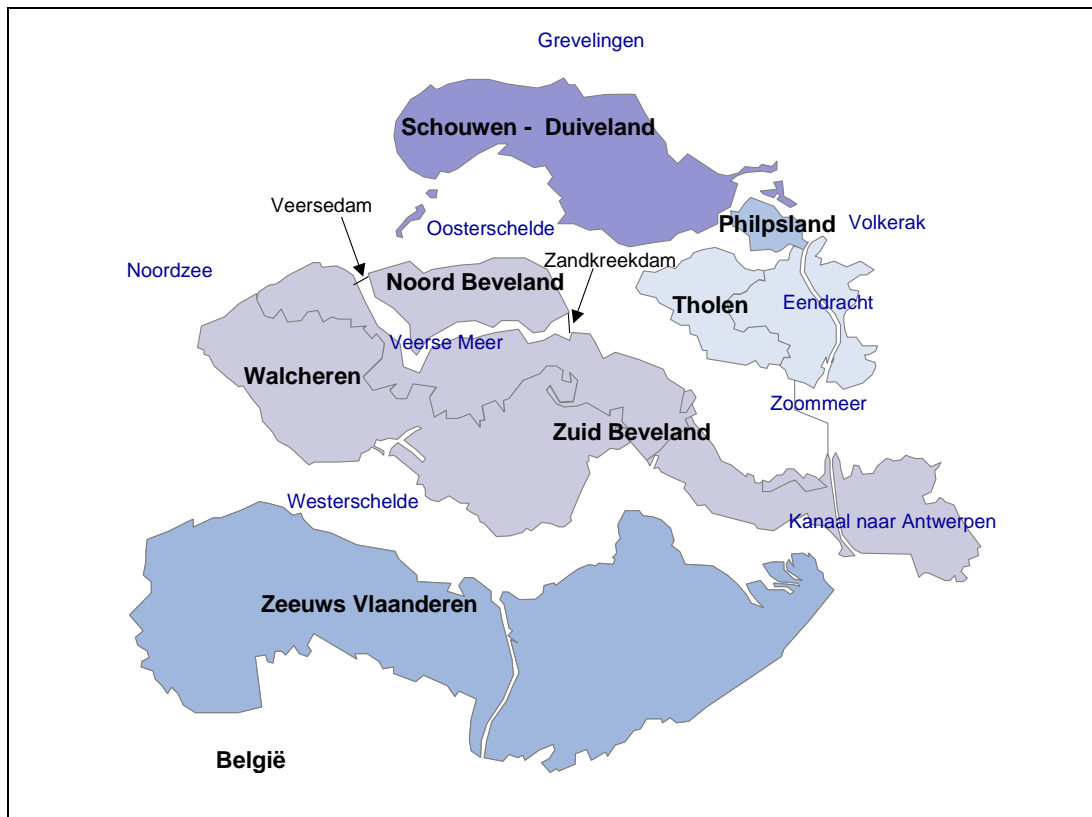 Grevelingen
Schouwen - Duiveland
Veersedam
Philpsland
Volkerak
Oosterschelde
Zandkreekdam
Noordzee
Noord Beveland
Tholen
Eendracht
Veerse Meer
Walcheren
Zoommeer
Zuid Beveland
Westerschelde
Kanaal naar Antwerpen
Zeeuws Vlaanderen
België